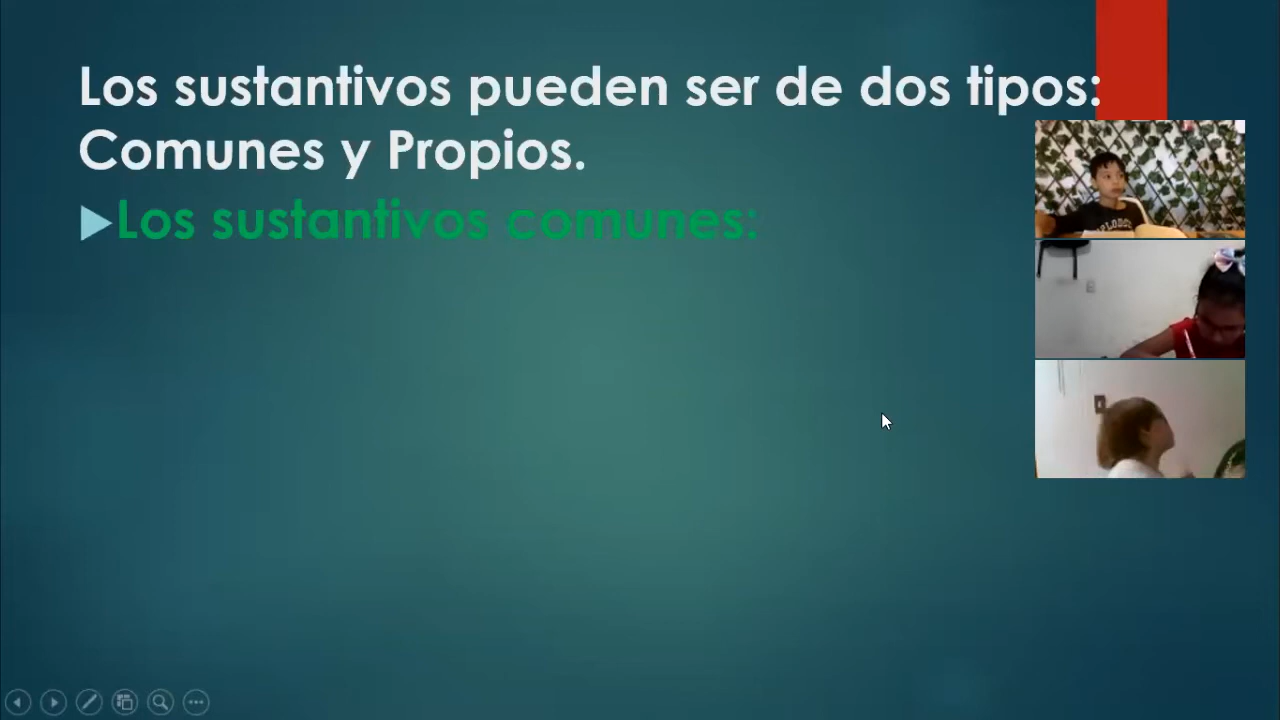 Los sustantivos pueden ser de dos tipos:
Comunes y Propios.
Los sustantivos comunes: